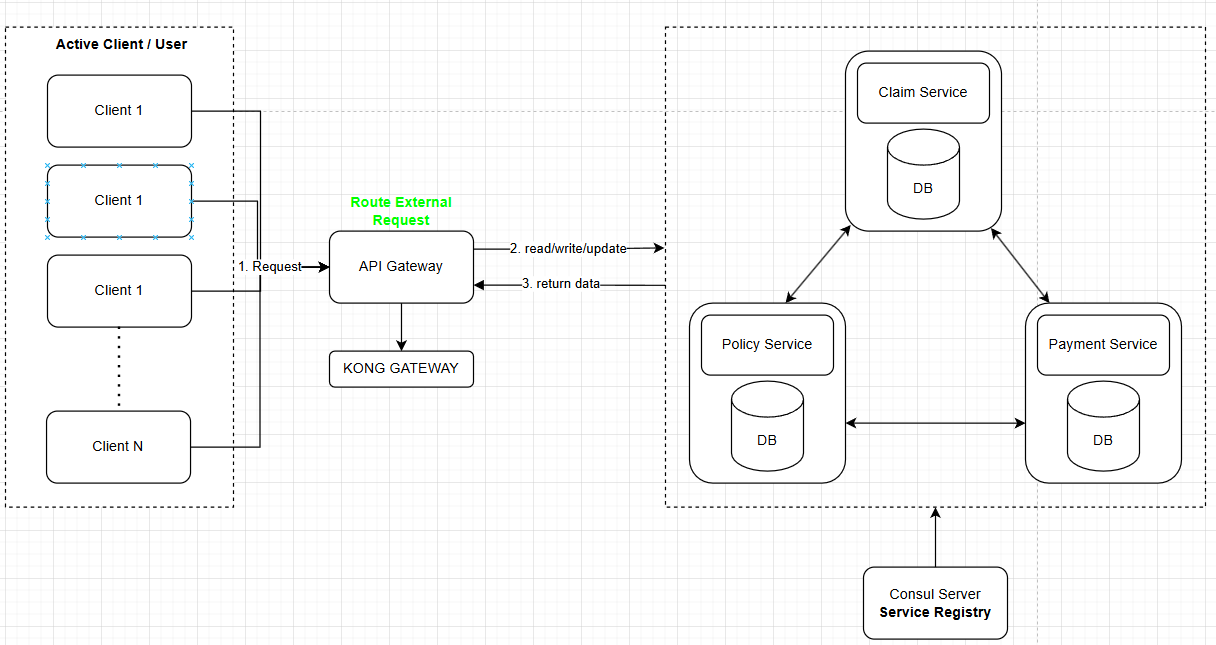 Active Client / User
Client 1
Client 1
Client 1
Client N
1. Request
Route External
Request
API Gateway
KONG GATEWAY
2. read/write/update
3. return data
Claim Service
DB
Policy Service
DB
Payment Service
DB
Consul Server
Service Registry